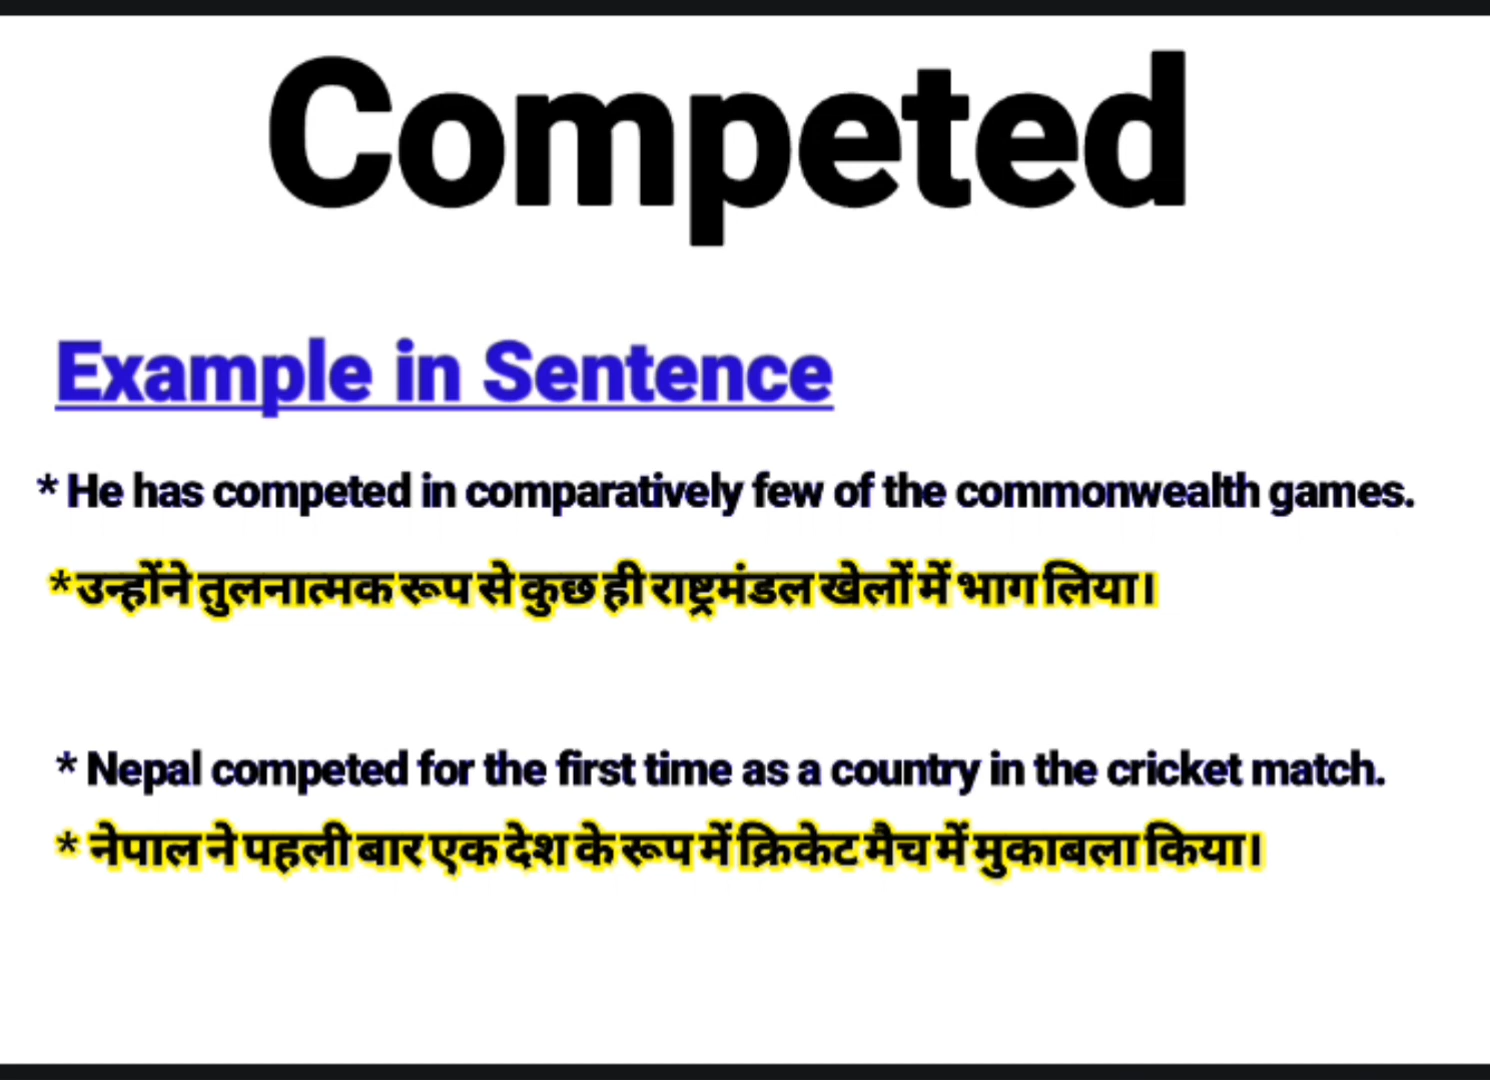 Competed
Example in Sentence
* He has competed in comparatively few of the commonwealth games.
* उन्होंने तुलनात्मक रूप से कुछ ही राष्ट्रमंडल खेलों में भाग लिया।
* Nepal competed for the first time as a country in the cricket match.
* नेपाल ने पहली बार एक देश के रूप में क्रिकेट मैच में मुकाबला किया।